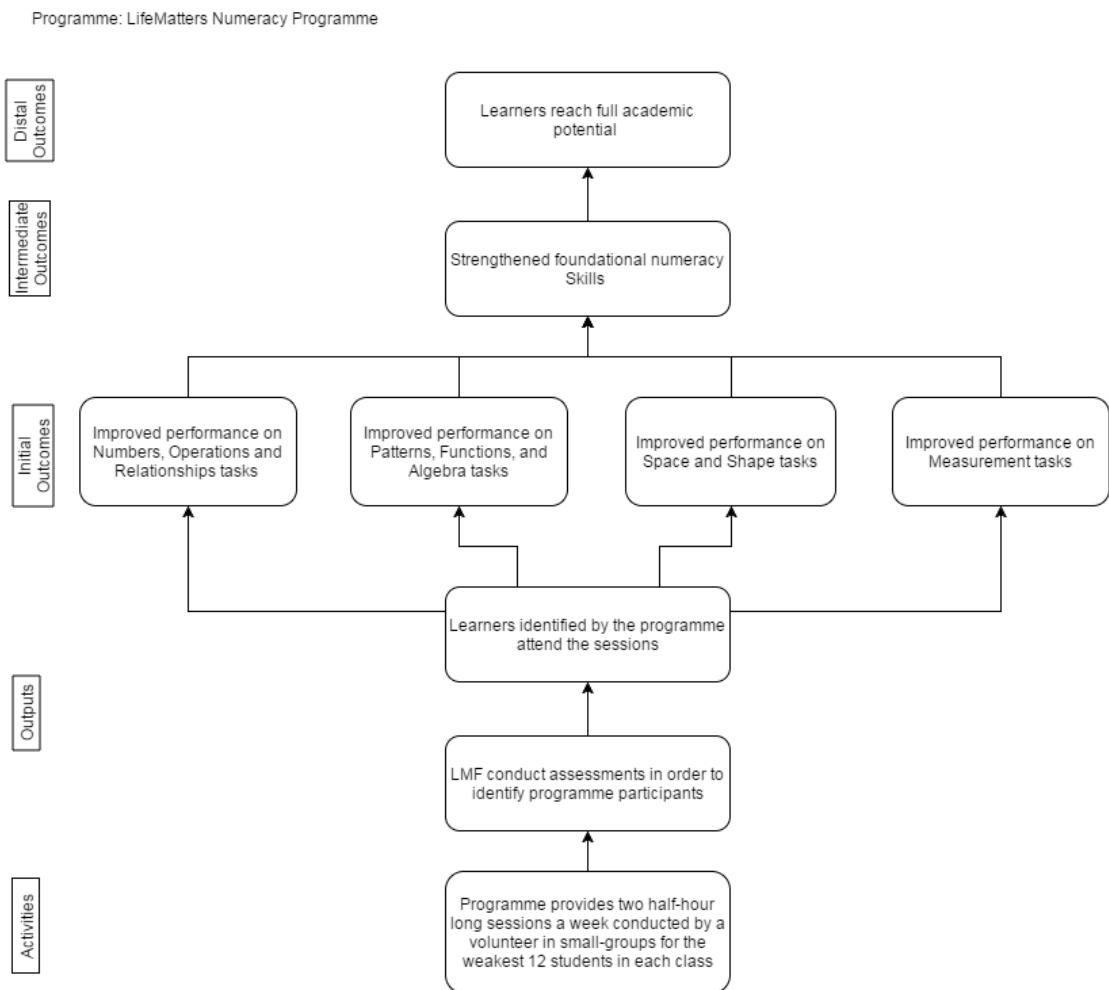 Programme: LifeMatters Numeracy Programme
Distal
Outcomes
Learners reach full academic
potential
Intermediate
Outcomes
Strengthened foundational numeracy
Skills
Initial
Outcomes
Improved performance on
Numbers, Operations and
Relationships tasks
Improved performance on
Patterns, Functions, and
Algebra tasks
Improved performance on
Space and Shape tasks
Improved performance on
Measurement tasks
Learners identified by the programme
attend the sessions
Outputs
LMF conduct assessments in order to
identify programme participants
Activities
Programme provides two half-hour
long sessions a week conducted by a
volunteer in small-groups for the
weakest 12 students in each class